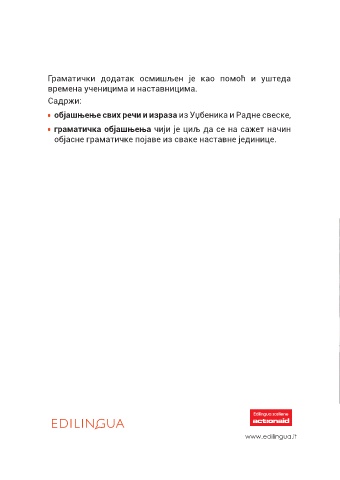 Граматички додатак осмишљен је као помоћ и уштеда
времена ученицима и наставницима.
Садржи:
објашњење свих речи и израза из Уџбеника и Радне свеске,
граматичка објашњења чији је циљ да се на сажет начин
објасне граматичке појаве из сваке наставне јединице.
EDILINGUA
Edilingua sostiene
actionaid
www.edilingua.it